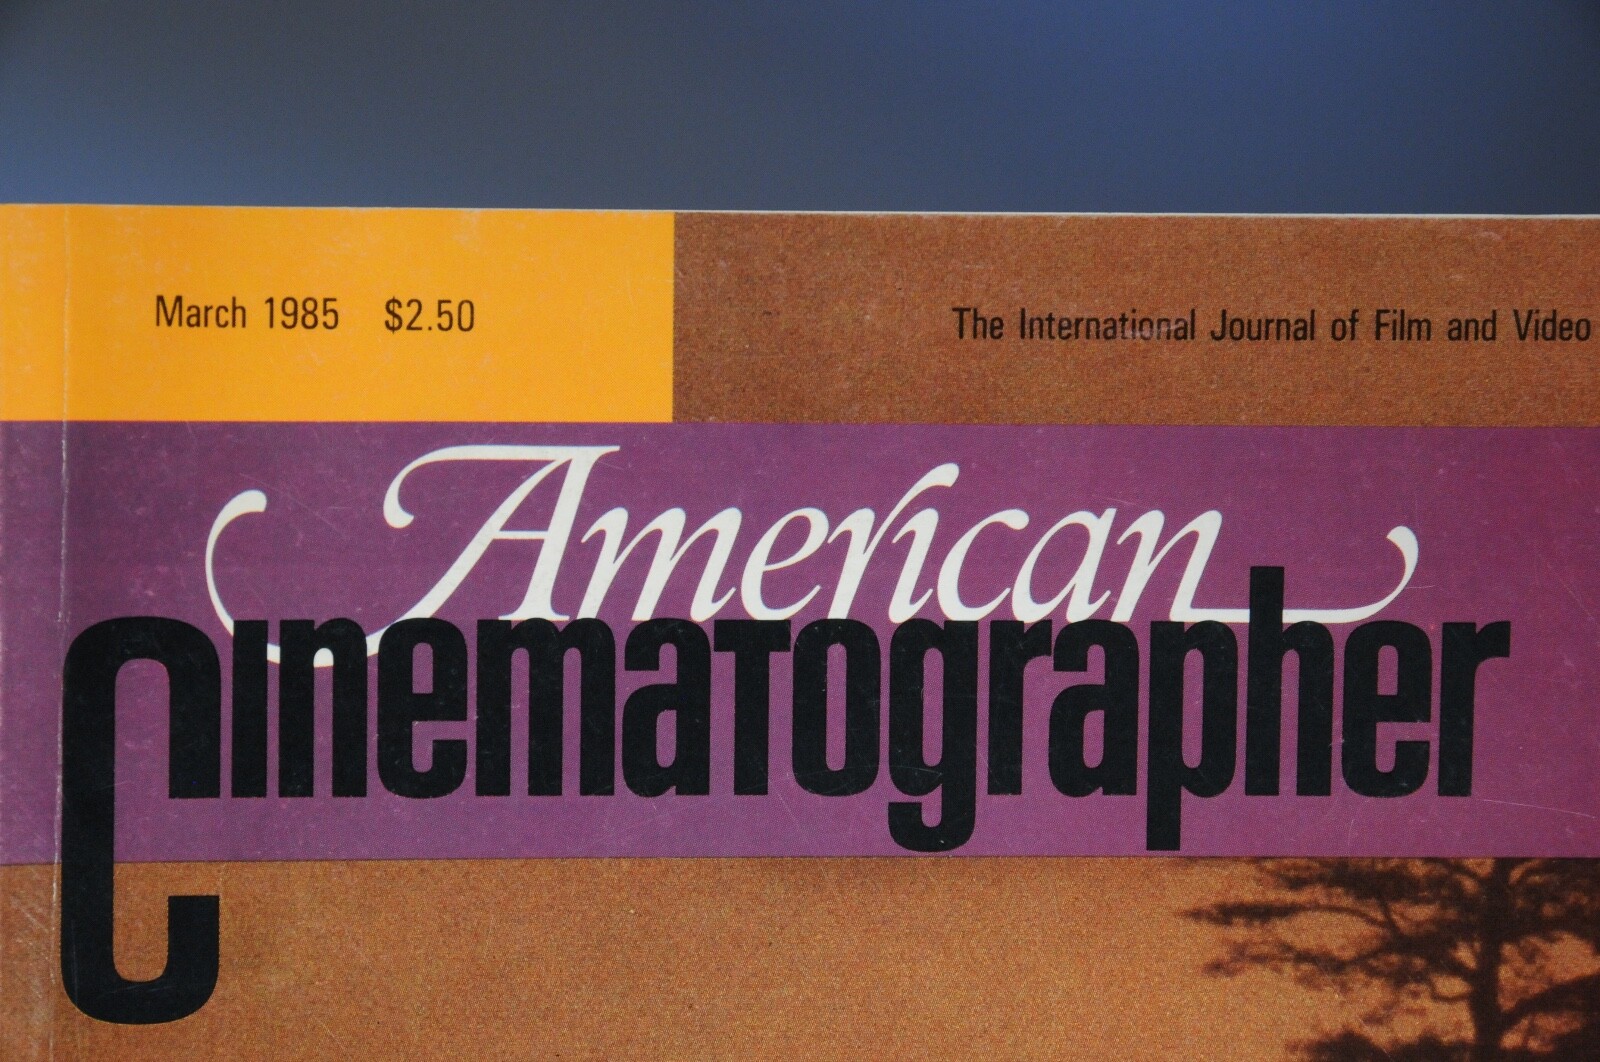 March 1985 $2.50
The International Journal of Film and Video
American
Cinematographer